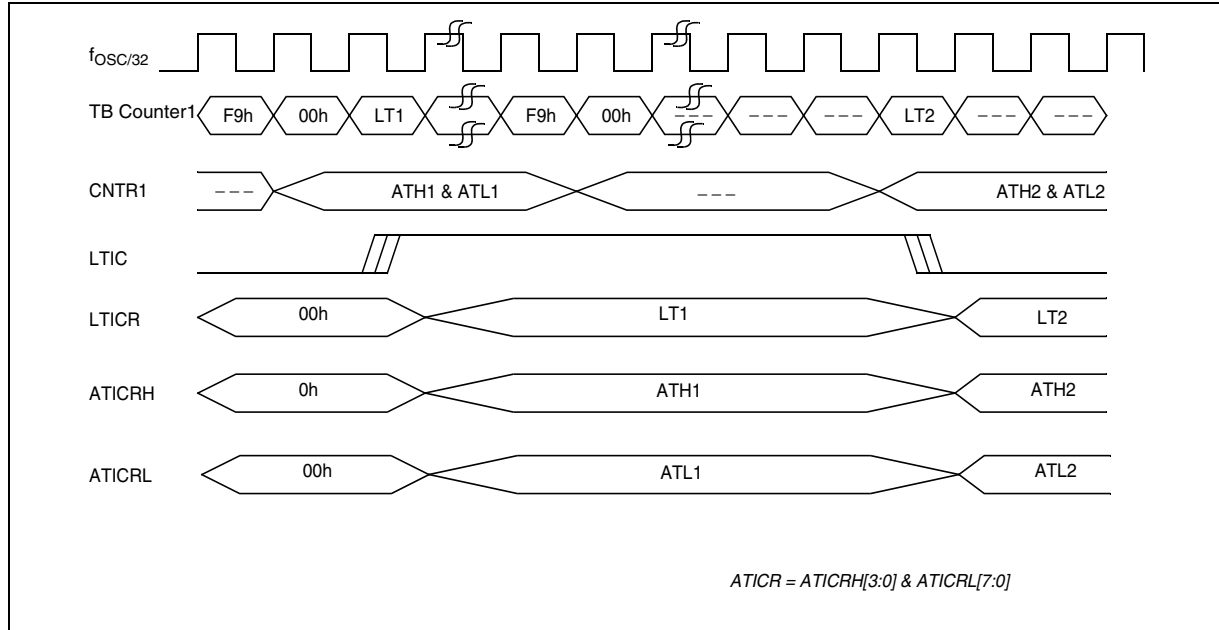 fOSC/32
TB Counter1 F9h 00h LT1 F9h 00h --- --- --- LT2 --- ---
CNTR1 --- ATH1 & ATL1 --- ATH2 & ATL2
LTIC
LTICR 00h LT1 LT2
ATICRH 0h ATH1 ATH2
ATICRL 00h ATL1 ATL2
ATICR = ATICRH[3:0] & ATICRL[7:0]